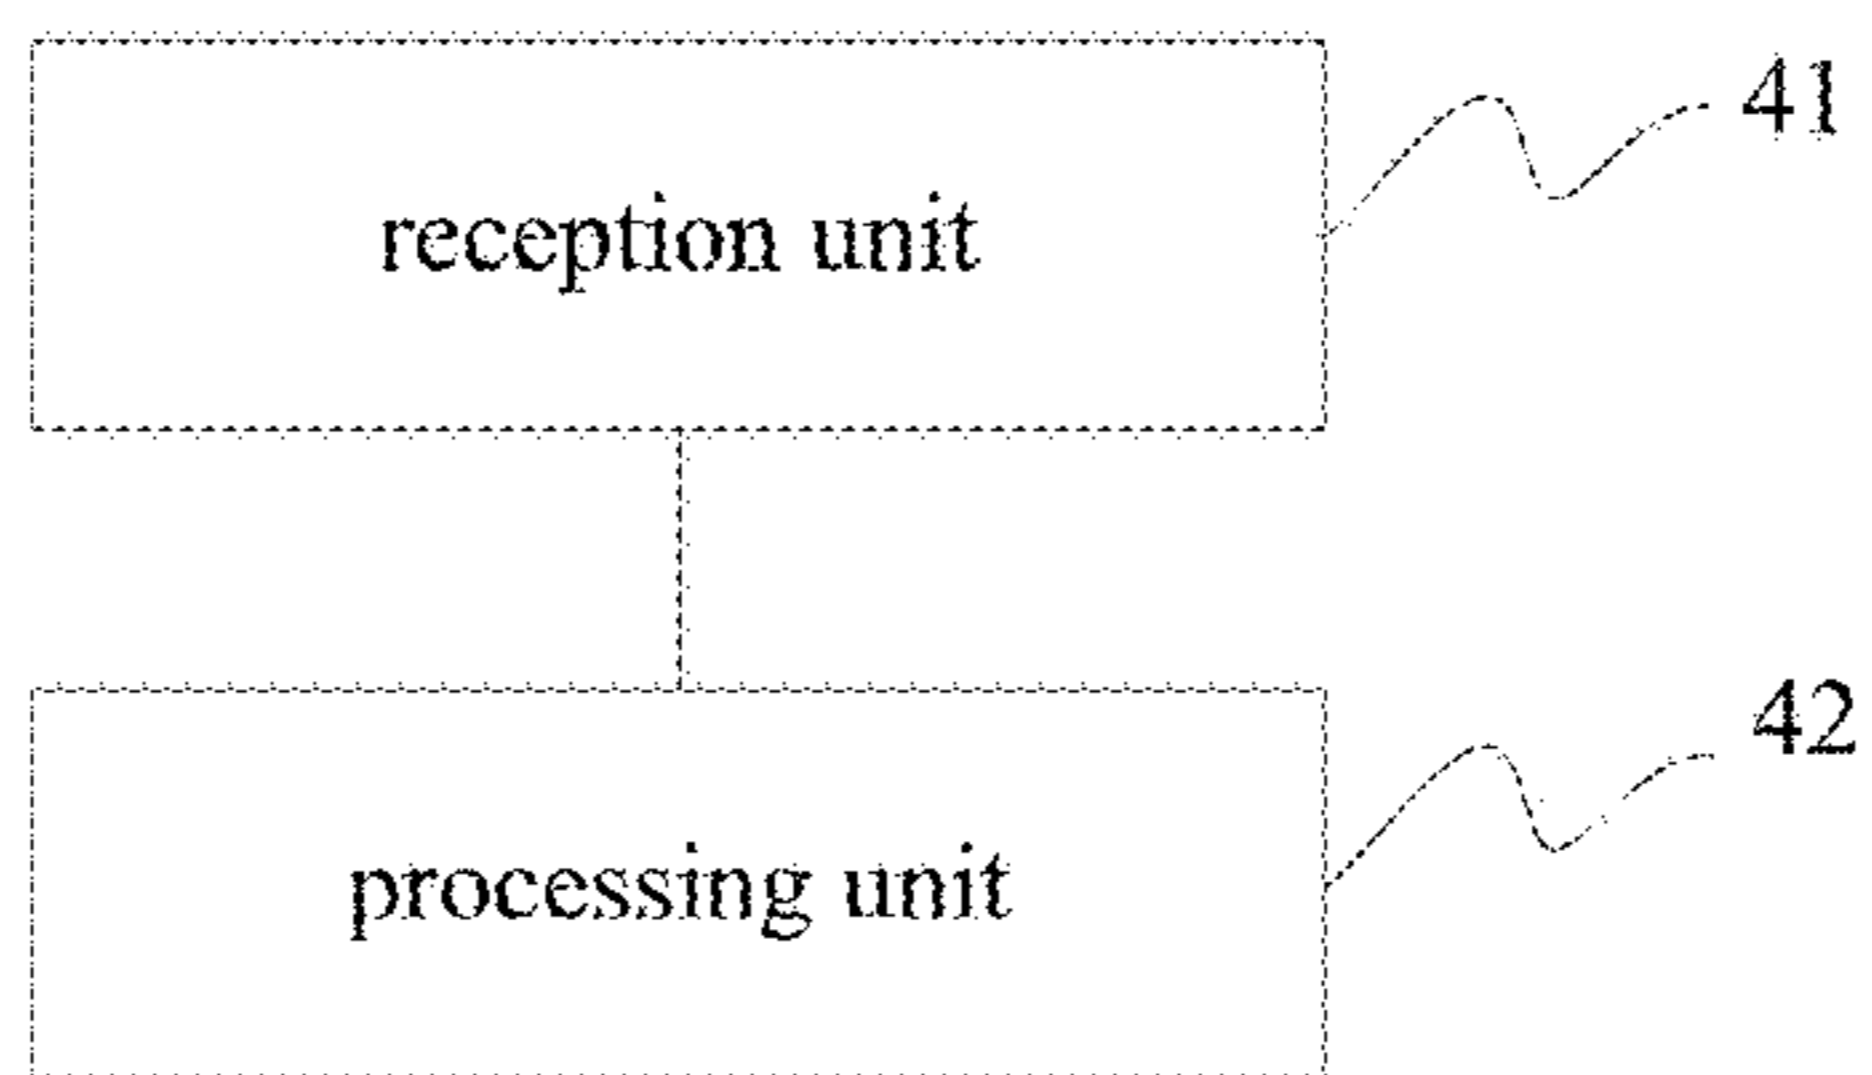 41
reception unit
42
processing unit